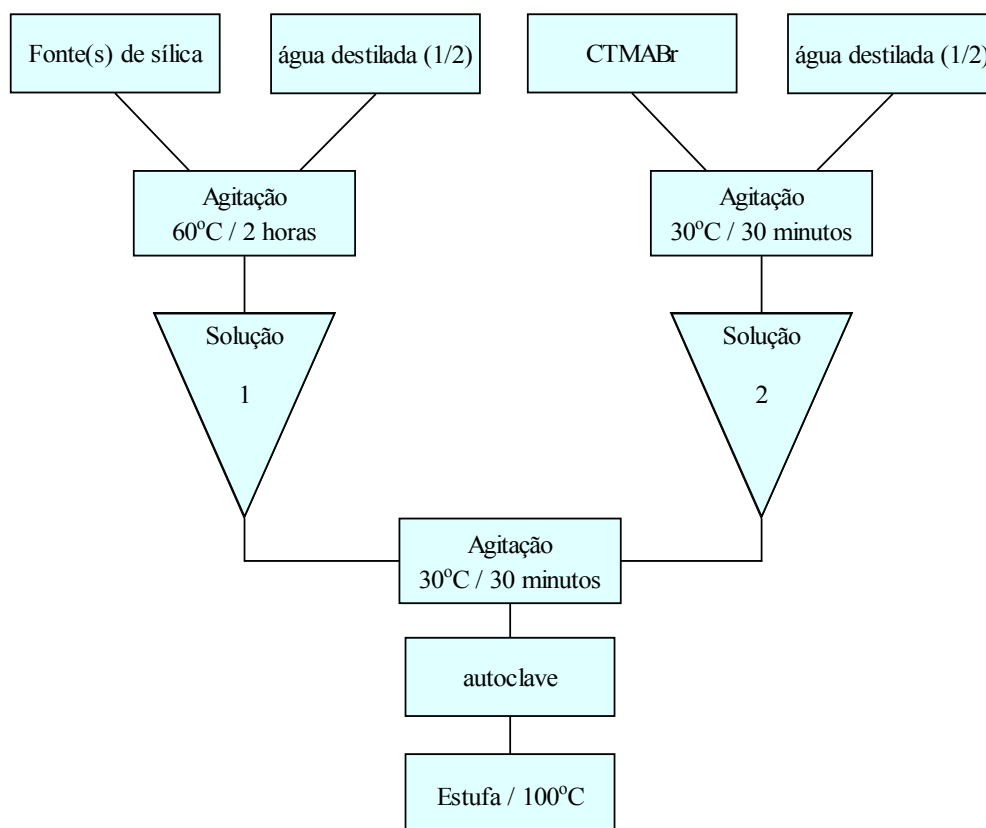 Fonte(s) de sílica
água destilada (1/2)
CTMABr
água destilada (1/2)
Agitação
60°C / 2 horas
Agitação
30°C / 30 minutos
Solução
1
Solução
2
Agitação
30°C / 30 minutos
autoclave
Estufa / 100°C